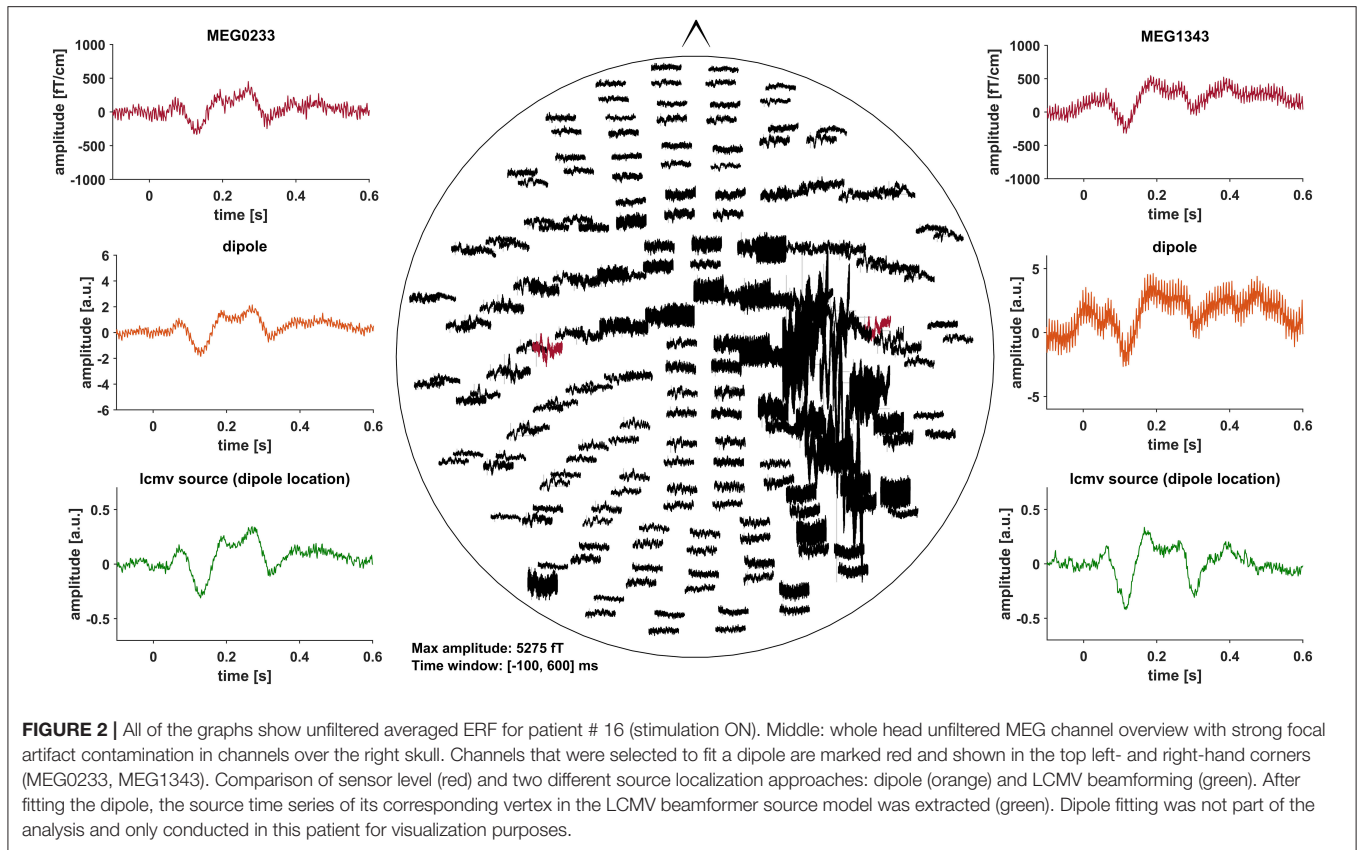 MEG0233
1000
500
0
-500
-1000
amplitude [fT/cm]
0
0.2
0.4
0.6
time [s]
dipole
6
4
2
0
-2
-4
-6
amplitude [a.u.]
0
0.2
0.4
0.6
time [s]
lcmv source (dipole location)
0.5
0
-0.5
amplitude [a.u.]
0
0.2
0.4
0.6
time [s]
Max amplitude: 5275 fT
Time window: [-100, 600] ms
MEG1343
1000
500
0
-500
-1000
amplitude [fT/cm]
0
0.2
0.4
0.6
time [s]
dipole
5
0
-5
amplitude [a.u.]
0
0.2
0.4
0.6
time [s]
lcmv source (dipole location)
0.5
0
-0.5
amplitude [a.u.]
0
0.2
0.4
0.6
time [s]
FIGURE 2 | All of the graphs show unfiltered averaged ERF for patient # 16 (stimulation ON). Middle: whole head unfiltered MEG channel overview with strong focal
artifact contamination in channels over the right skull. Channels that were selected to fit a dipole are marked red and shown in the top left- and right-hand corners
(MEG0233, MEG1343). Comparison of sensor level (red) and two different source localization approaches: dipole (orange) and LCMV beamforming (green). After
fitting the dipole, the source time series of its corresponding vertex in the LCMV beamformer source model was extracted (green). Dipole fitting was not part of the
analysis and only conducted in this patient for visualization purposes.